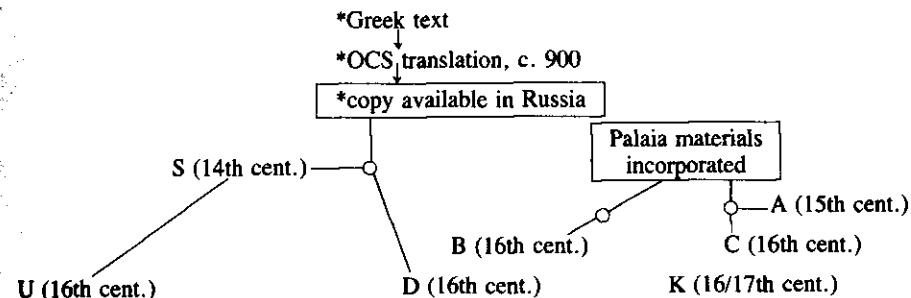 *Greek text
*OCS translation, c. 900
*copy available in Russia
Palaia materials
incorporated
S (14th cent.)
A (15th cent.)
B (16th cent.)
C (16th cent.)
U (16th cent.)
D (16th cent.)
K (16/17th cent.)